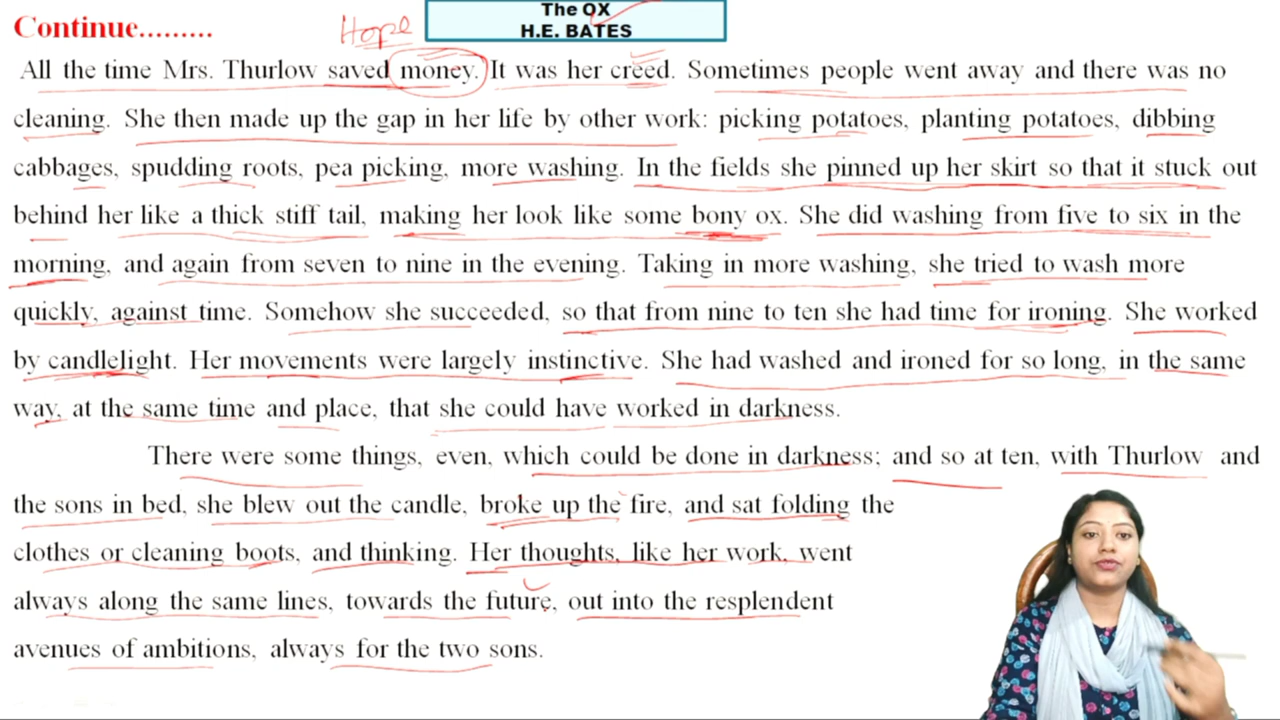 The OX
H.E. BATES
Continue.........
Hope
All the time Mrs. Thurlow saved money. It was her creed. Sometimes people went away and there was no
cleaning. She then made up the gap in her life by other work: picking potatoes, planting potatoes, dibbing
cabbages, spudding roots, pea picking, more washing. In the fields she pinned up her skirt so that it stuck out
behind her like a thick stiff tail, making her look like some bony ox. She did washing from five to six in the
morning, and again from seven to nine in the evening. Taking in more washing, she tried to wash more
quickly, against time. Somehow she succeeded, so that from nine to ten she had time for ironing. She worked
by candlelight. Her movements were largely instinctive. She had washed and ironed for so long, in the same
way, at the same time and place, that she could have worked in darkness.
There were some things, even, which could be done in darkness; and so at ten, with Thurlow and
the sons in bed, she blew out the candle, broke up the fire, and sat folding the
clothes or cleaning boots, and thinking. Her thoughts, like her work, went
always along the same lines, towards the future, out into the resplendent
avenues of ambitions, always for the two sons.